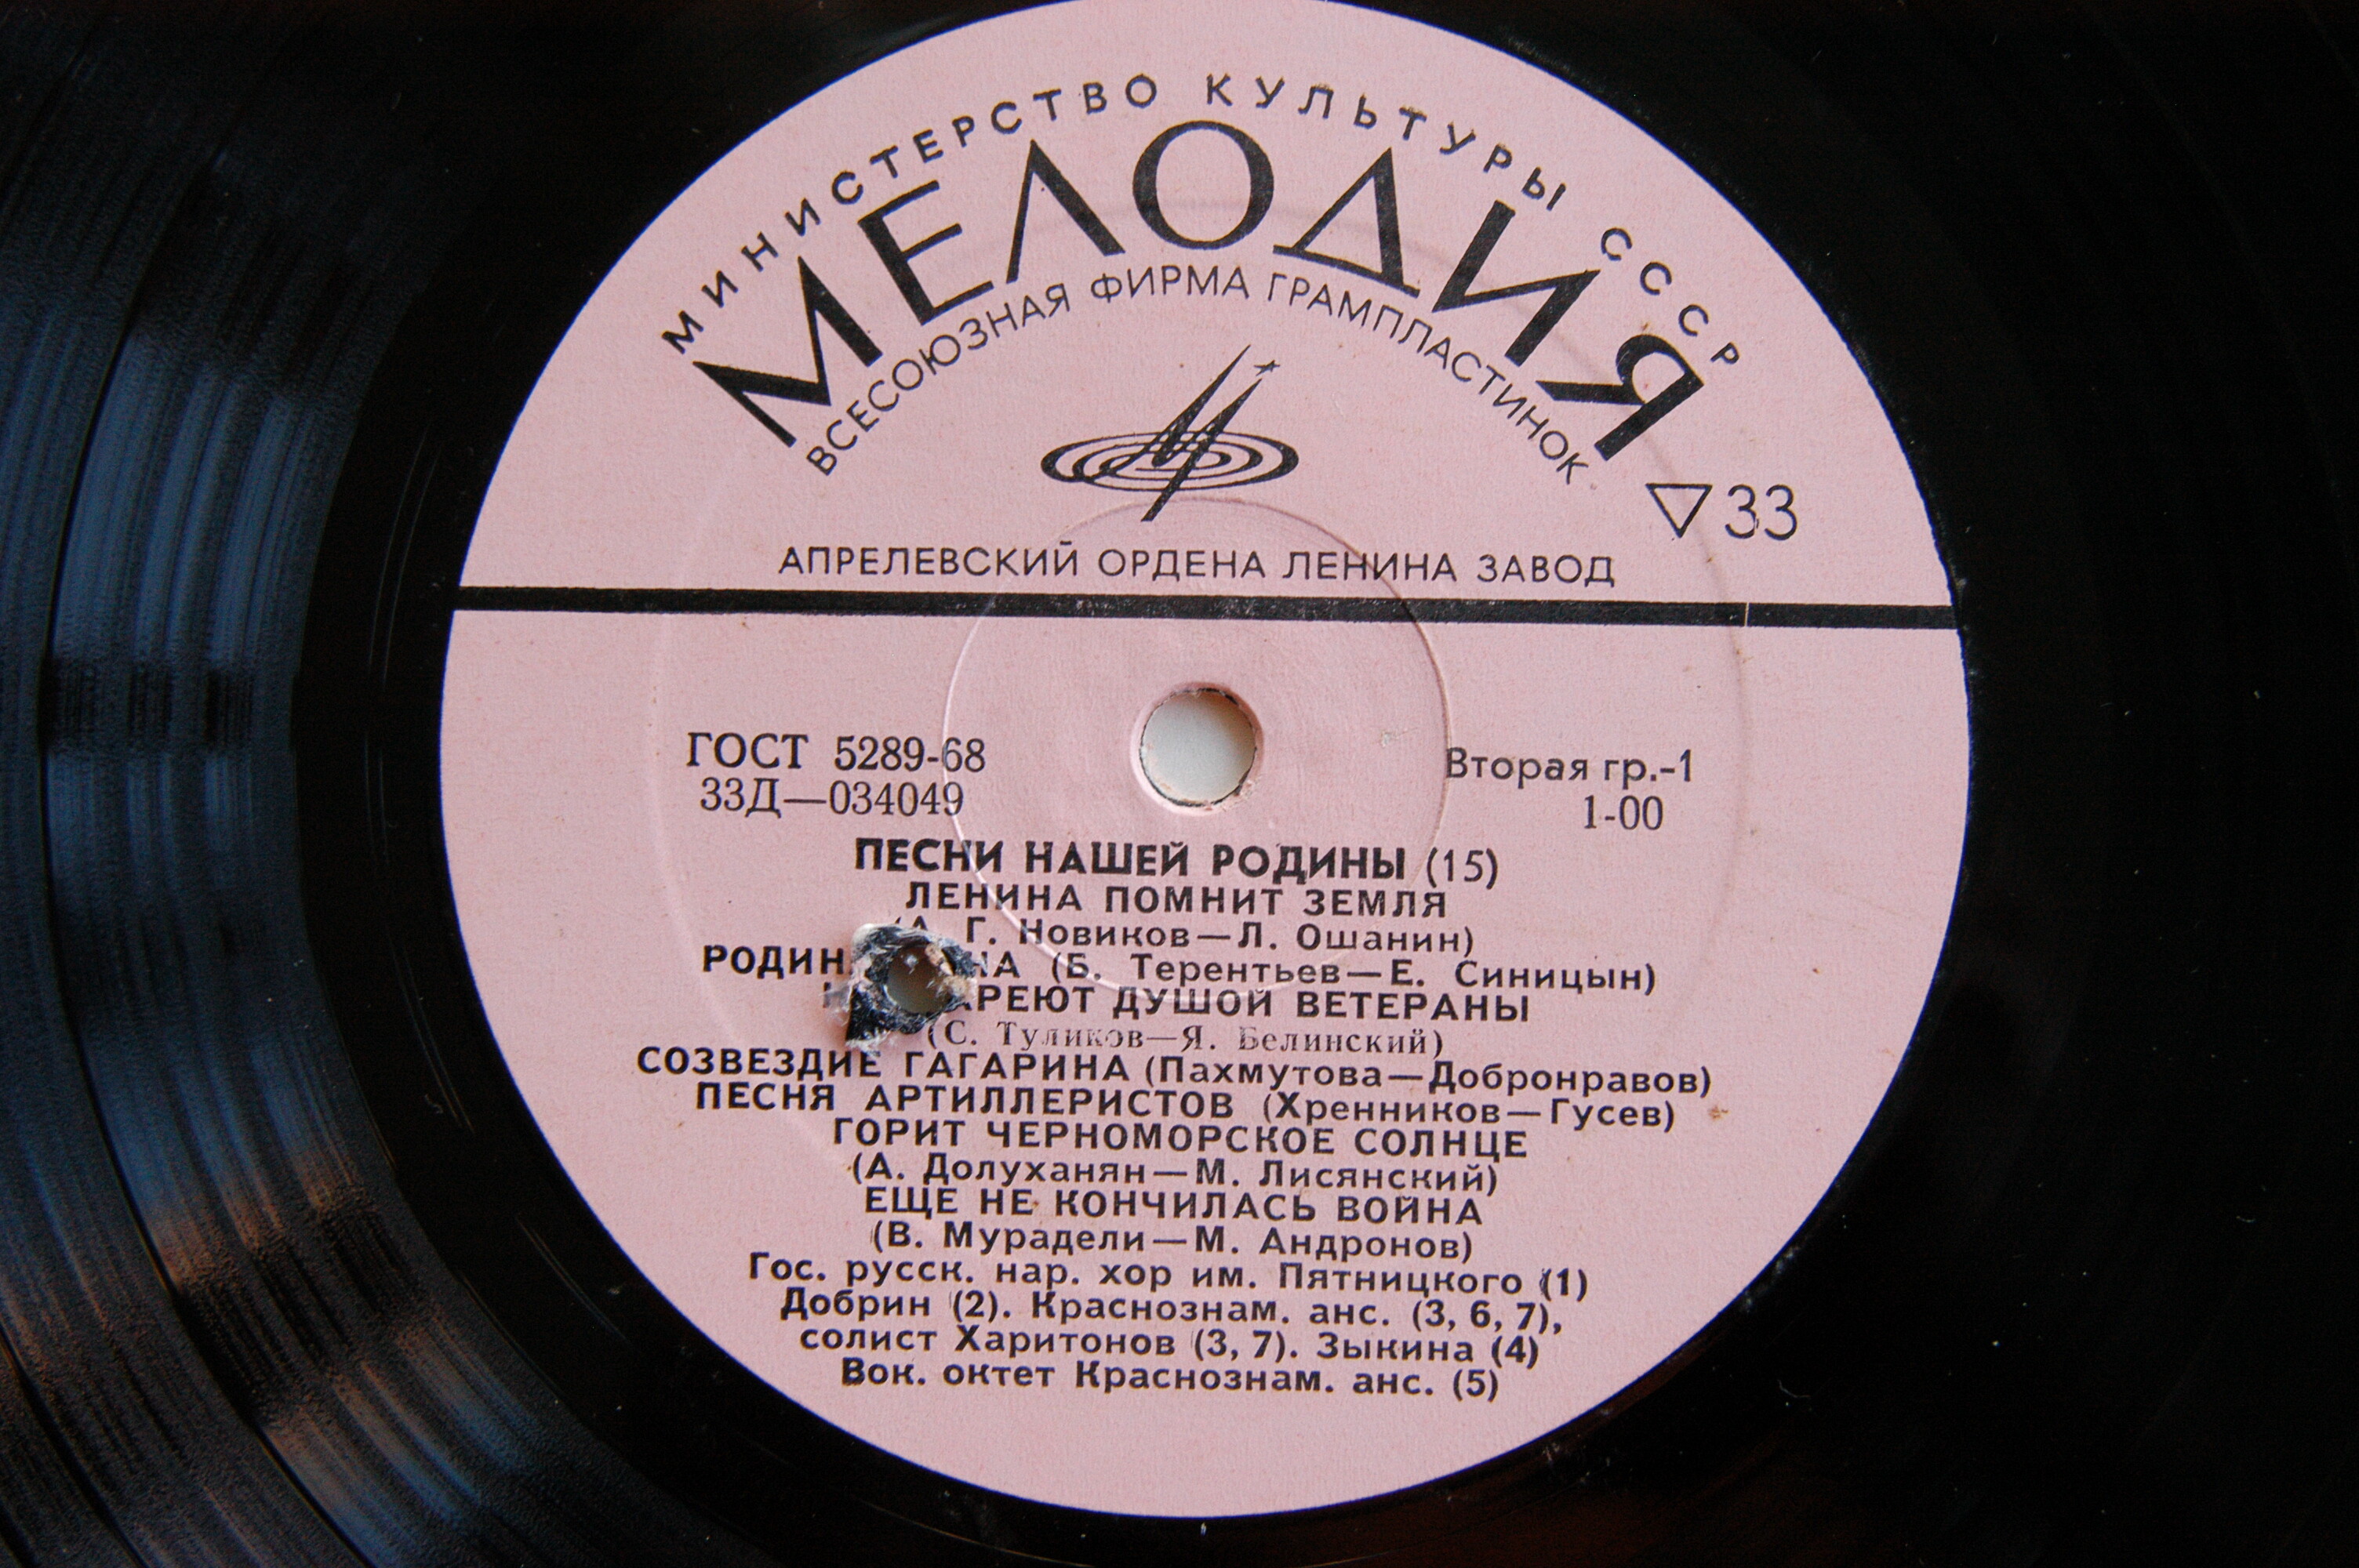 МИНИСТЕРСТВО КУЛЬТУРЫ СССР
МЕЛОДИЯ
ВСЕСОЮЗНАЯ ФИРМА ГРАМПЛАСТИНОК
▽33
АПРЕЛЕВСКИЙ ОРДЕНА ЛЕНИНА ЗАВОД
ГОСТ 5289-68
33Д—034049
Вторая гр.-1
1-00
ПЕСНИ НАШЕЙ РОДИНЫ (15)
ЛЕНИНА ПОМНИТ ЗЕМЛЯ
Г. Новиков—Л. Ошанин)
(Б. Терентьев—Е. Синицын)
ДУШОЙ ВЕТЕРАНЫ
(С. Туликов—Я. Белинский)
СОЗВЕЗДИЕ ГАГАРИНА (Пахмутова—Добронравов)
ПЕСНЯ АРТИЛЛЕРИСТОВ (Хренников—Гусев)
ГОРИТ ЧЕРНОМОРСКОЕ СОЛНЦЕ
(А. Долуханян—М. Лисянский)
ЕЩЕ НЕ КОНЧИЛАСЬ ВОЙНА
(В. Мурадели—М. Андронов)
Гос. русск. нар. хор им. Пятницкого (1)
Добрин (2). Краснознам. анс. (3, 6, 7),
солист Харитонов (3, 7). Зыкина (4)
Вок. октет Краснознам. анс. (5)